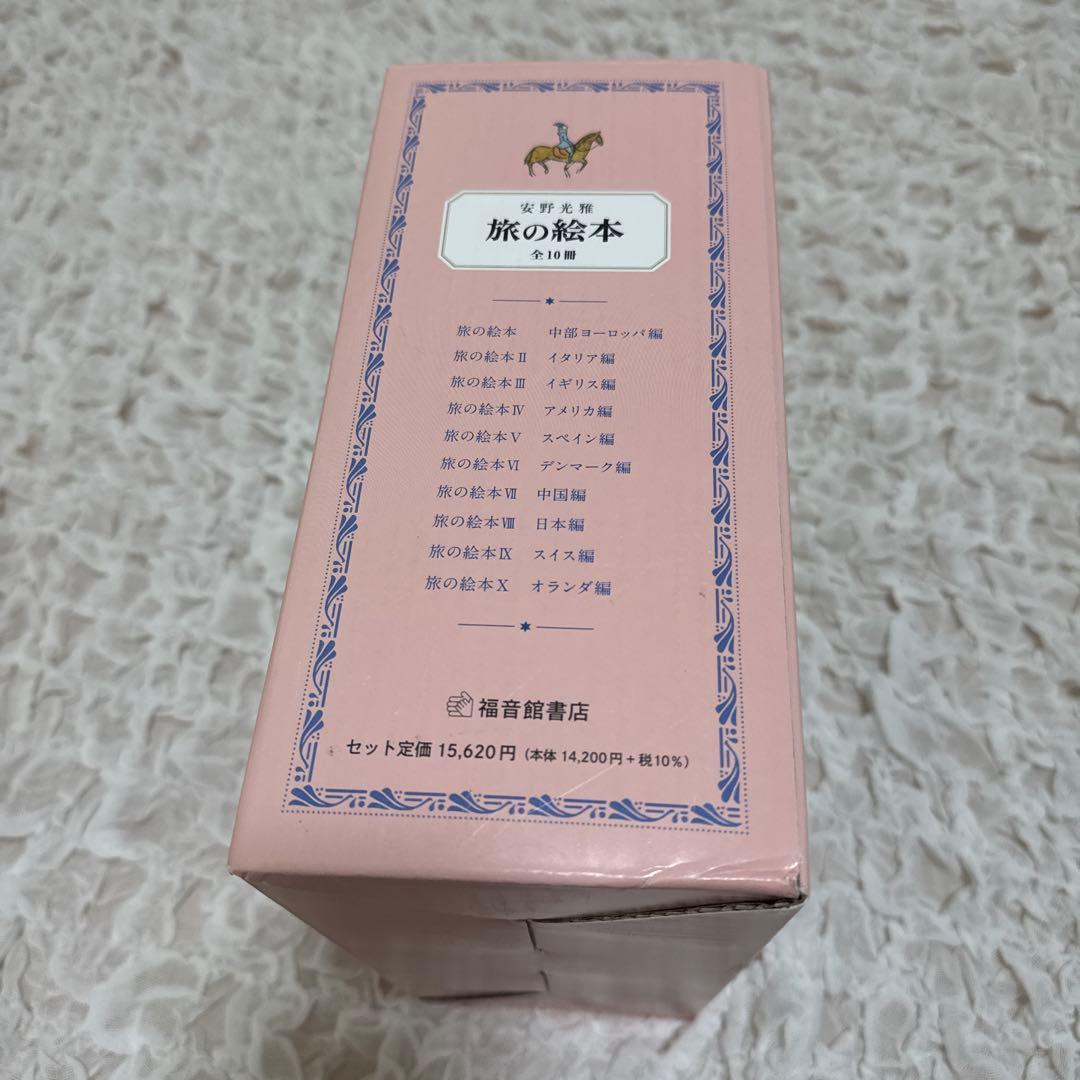 安野光雅
旅の絵本
全10冊
旅の絵本 中部ヨーロッパ編
旅の絵本Ⅱ イタリア編
旅の絵本Ⅲ イギリス編
旅の絵本Ⅳ アメリカ編
旅の絵本Ⅴ スペイン編
旅の絵本Ⅵ デンマーク編
旅の絵本Ⅶ 中国編
旅の絵本Ⅷ 日本編
旅の絵本Ⅸ スイス編
旅の絵本Ⅹ オランダ編
福音館書店
セット定価 15,620円（本体 14,200円＋税10%）